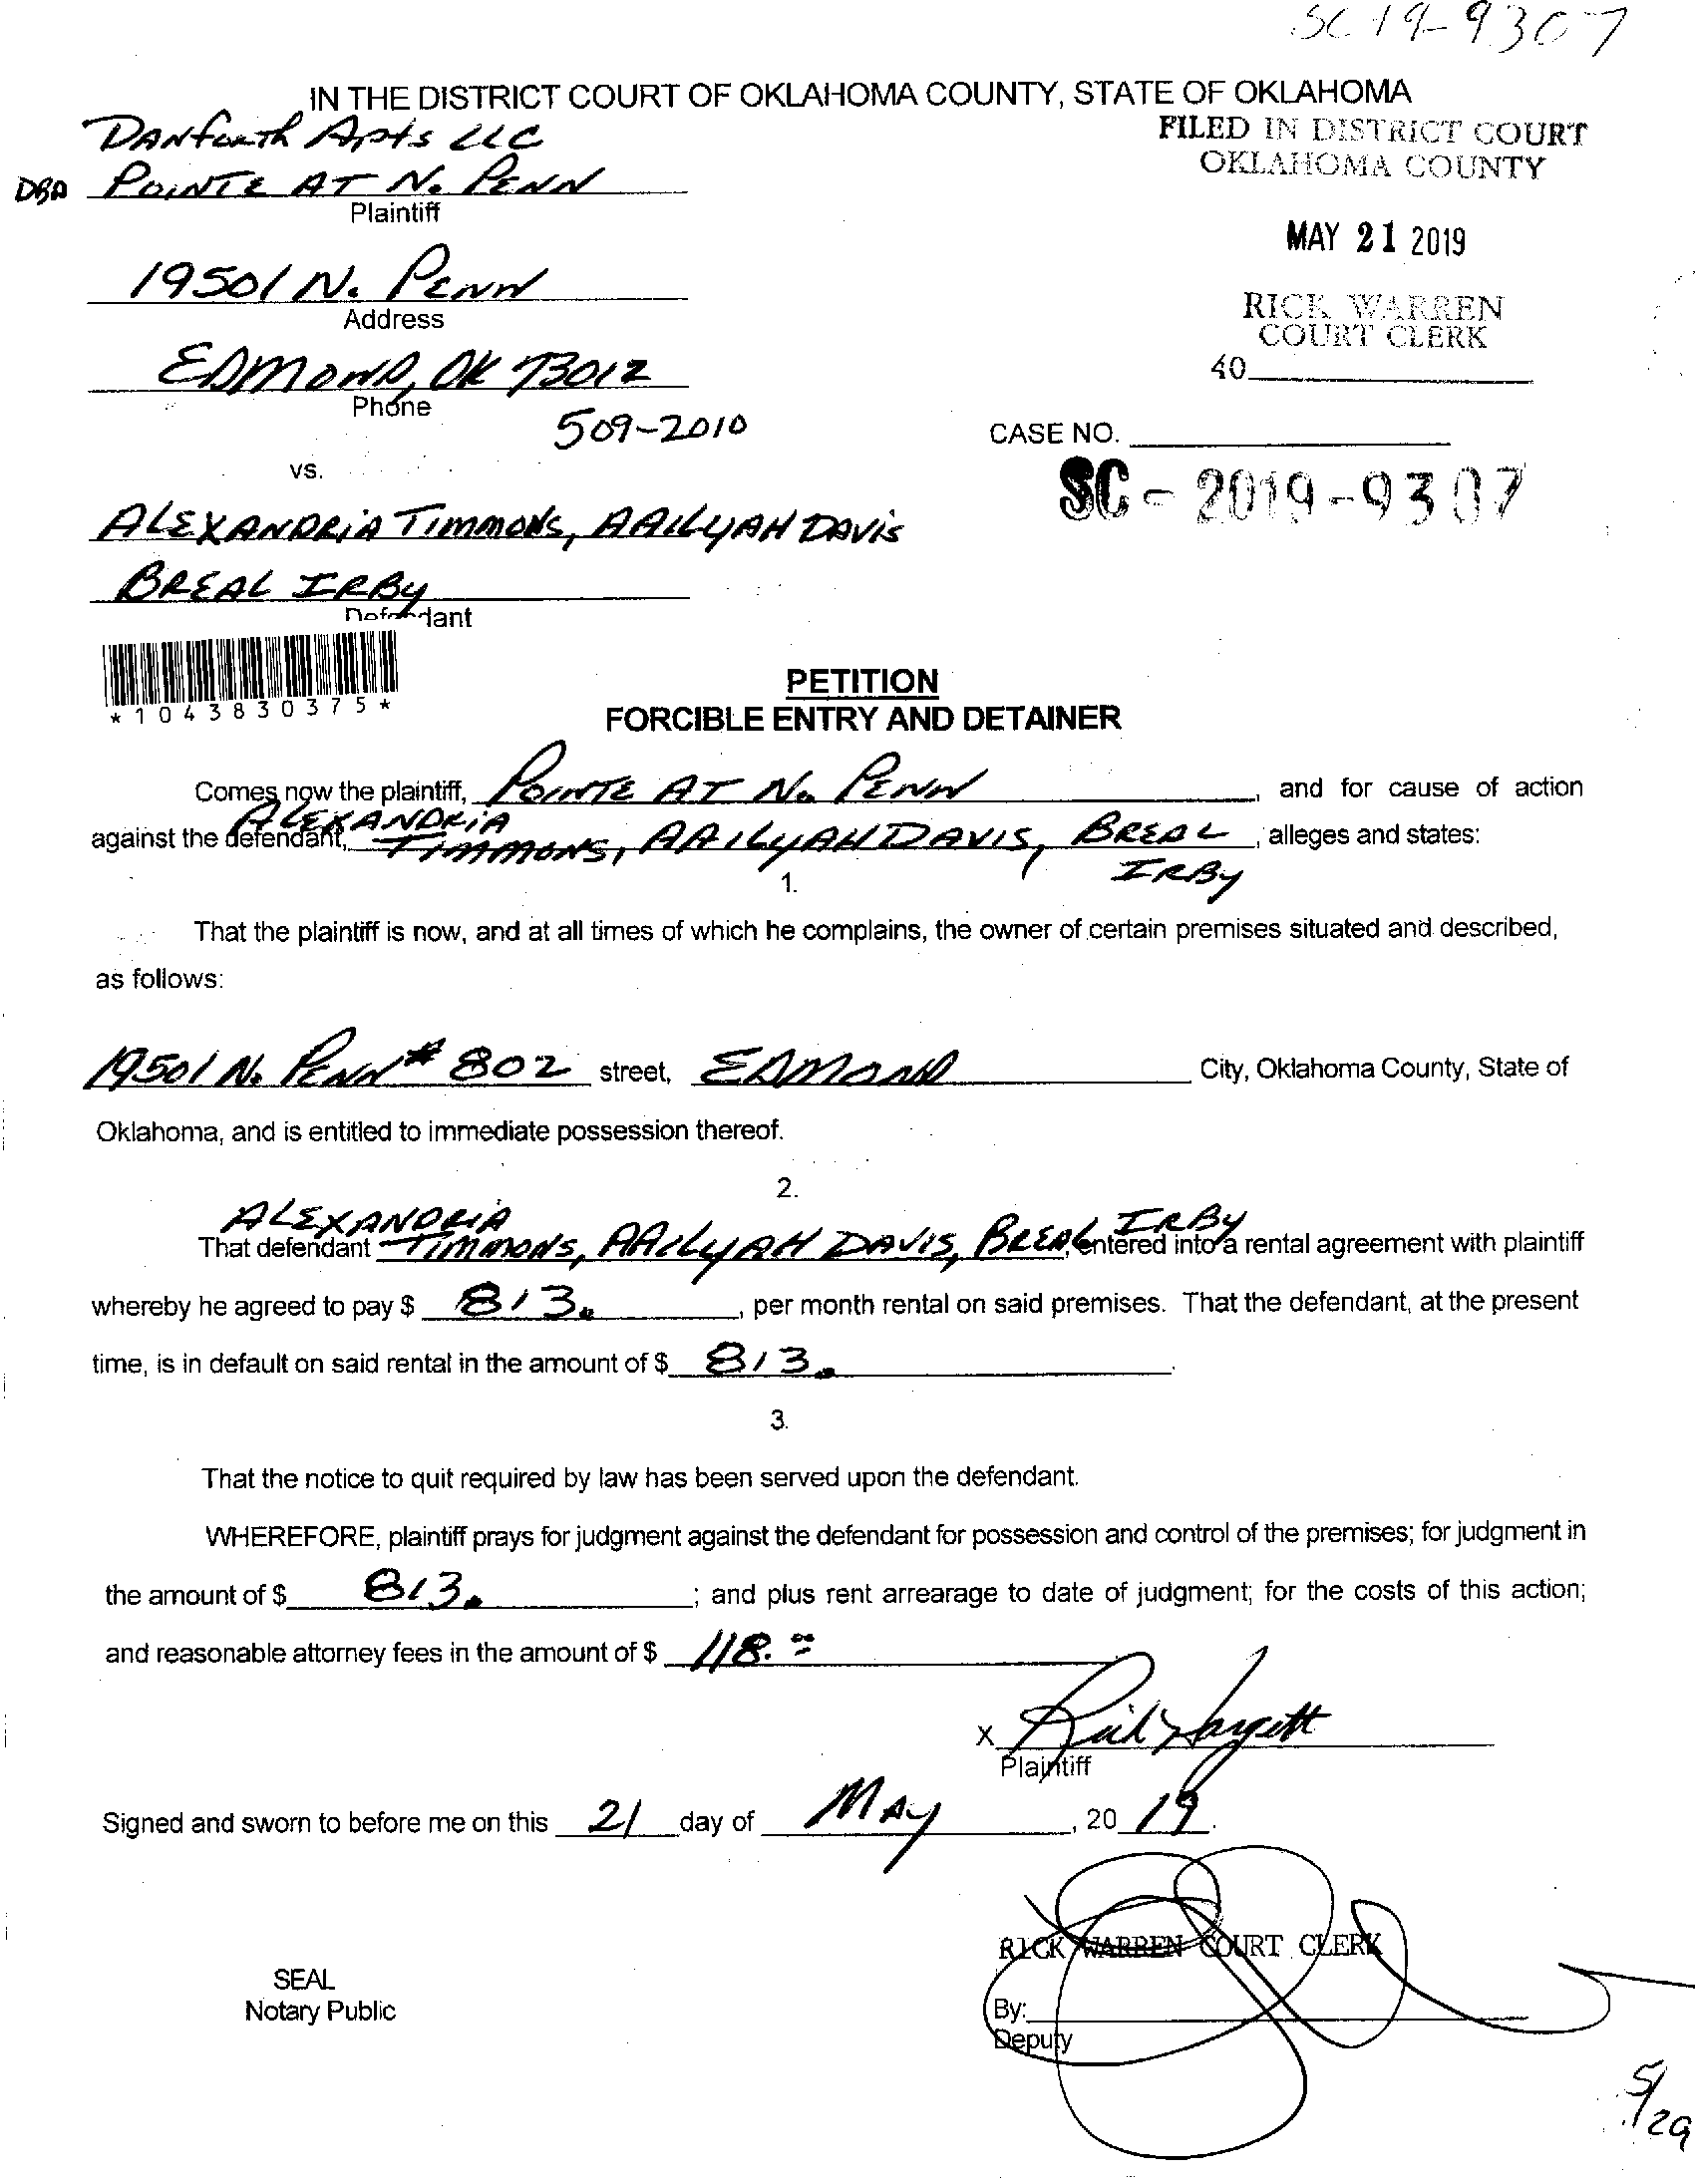 SC19-9307
IN THE DISTRICT COURT OF OKLAHOMA COUNTY, STATE OF OKLAHOMA
DANforth Apts LLC
FILED IN DISTRICT COURT
OKLAHOMA COUNTY
DBA POINTE AT N. PENN
Plaintiff
MAY 21 2019
19501 N. PENN
Address
RICK WARREN
COURT CLERK
EDMOND, OK 73012
40
Phone
509-2010
CASE NO.
vs.
SC - 2019 - 9307
ALEXANDRIA TIMMONS, AAILYAH DAVIS
BREAL IRBY
Defendant
*1043830375*
PETITION
FORCIBLE ENTRY AND DETAINER
Comes now the plaintiff, POINTE AT N. PENN, and for cause of action
against the defendant, ALEXANDRIA TIMMONS, AAILYAH DAVIS, BREAL IRBY, alleges and states:
1.
That the plaintiff is now, and at all times of which he complains, the owner of certain premises situated and described,
as follows:
19501 N. PENN # 802 street, EDMOND City, Oklahoma County, State of
Oklahoma, and is entitled to immediate possession thereof.
2.
That defendant ALEXANDRIA TIMMONS, AAILYAH DAVIS, BREAL IRBY, entered into a rental agreement with plaintiff
whereby he agreed to pay $ 813. , per month rental on said premises. That the defendant, at the present
time, is in default on said rental in the amount of $ 813. .
3.
That the notice to quit required by law has been served upon the defendant.
WHEREFORE, plaintiff prays for judgment against the defendant for possession and control of the premises; for judgment in
the amount of $ 813. ; and plus rent arrearage to date of judgment; for the costs of this action;
and reasonable attorney fees in the amount of $ 118.00
X
Plaintiff
Signed and sworn to before me on this 21 day of MAY, 20 19.
RICK WARREN COURT CLERK
SEAL
Notary Public
By:
Deputy
5/29